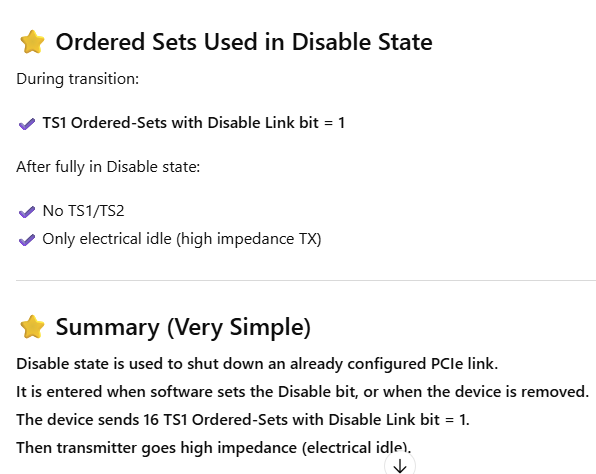 Ordered Sets Used in Disable State
During transition:
TS1 Ordered-Sets with Disable Link bit = 1
After fully in Disable state:
No TS1/TS2
Only electrical idle (high impedance TX)
Summary (Very Simple)
Disable state is used to shut down an already configured PCIe link.
It is entered when software sets the Disable bit, or when the device is removed.
The device sends 16 TS1 Ordered-Sets with Disable Link bit = 1.
Then transmitter goes high impedance (electrical idle).